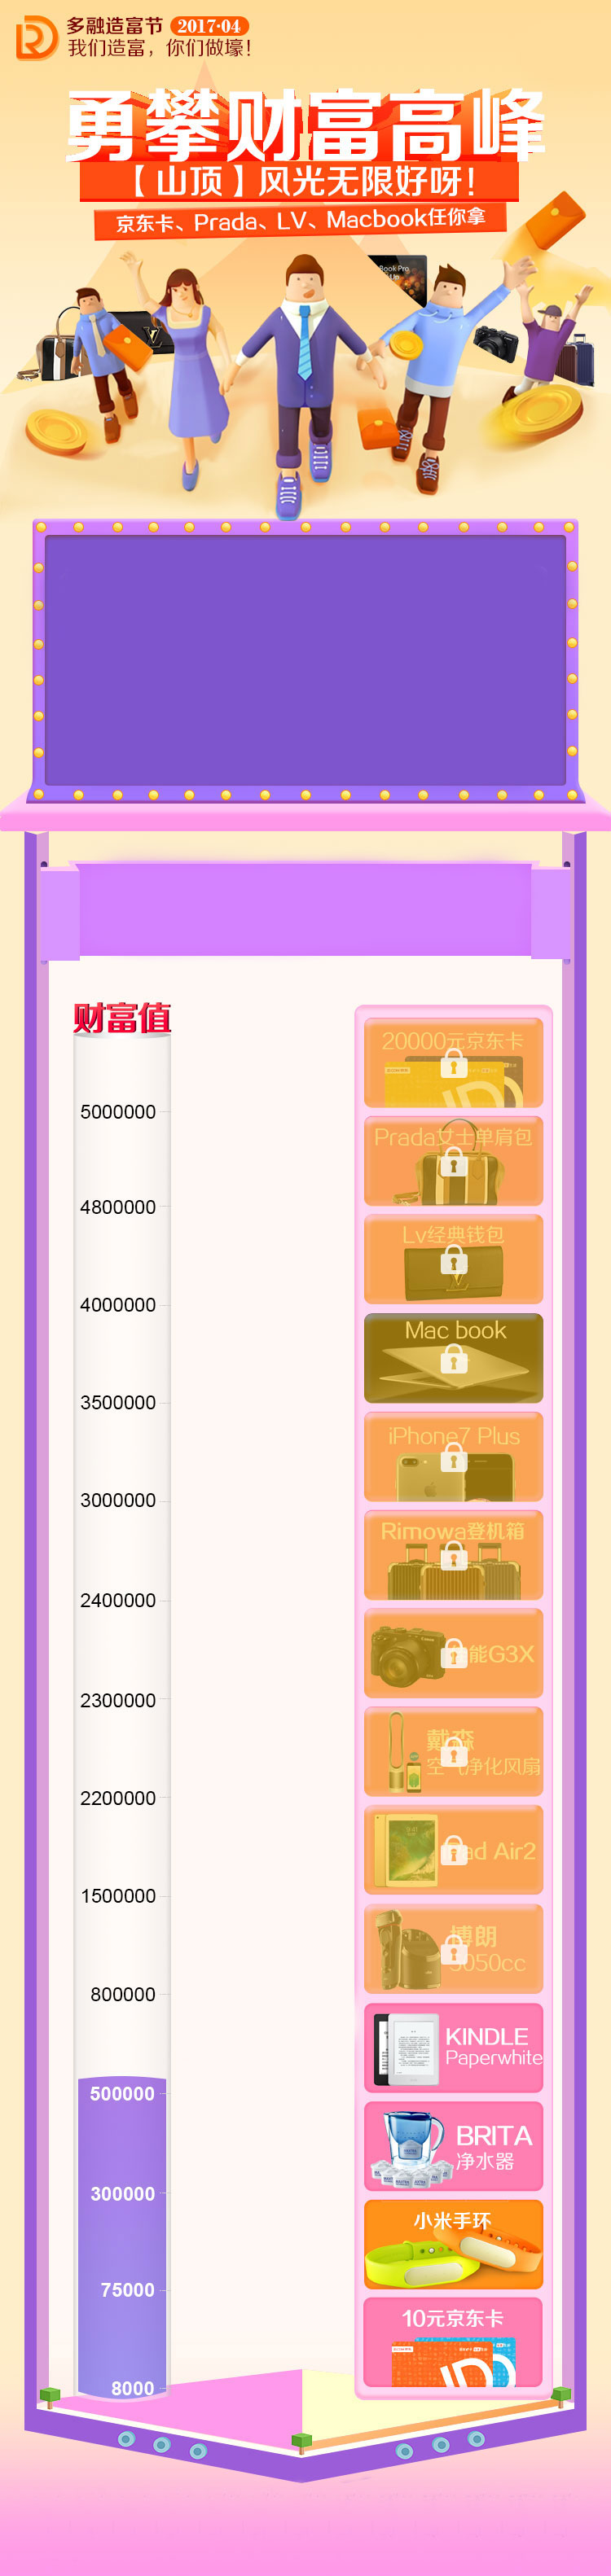 多融造富节 2017·04
我们造富，你们做壕！
勇攀财富高峰
【山顶】风光无限好呀！
京东卡、Prada、LV、Macbook任你拿
财富值
20000元京东卡
5000000
Prada女士单肩包
4800000
Lv经典钱包
4000000
Mac book
3500000
iPhone7 Plus
3000000
Rimowa登机箱
2400000
能G3X
2300000
戴森
空气净化风扇
2200000
Air2
1500000
博朗
5050cc
800000
KINDLE
Paperwhite
500000
BRITA
净水器
300000
小米手环
75000
10元京东卡
8000